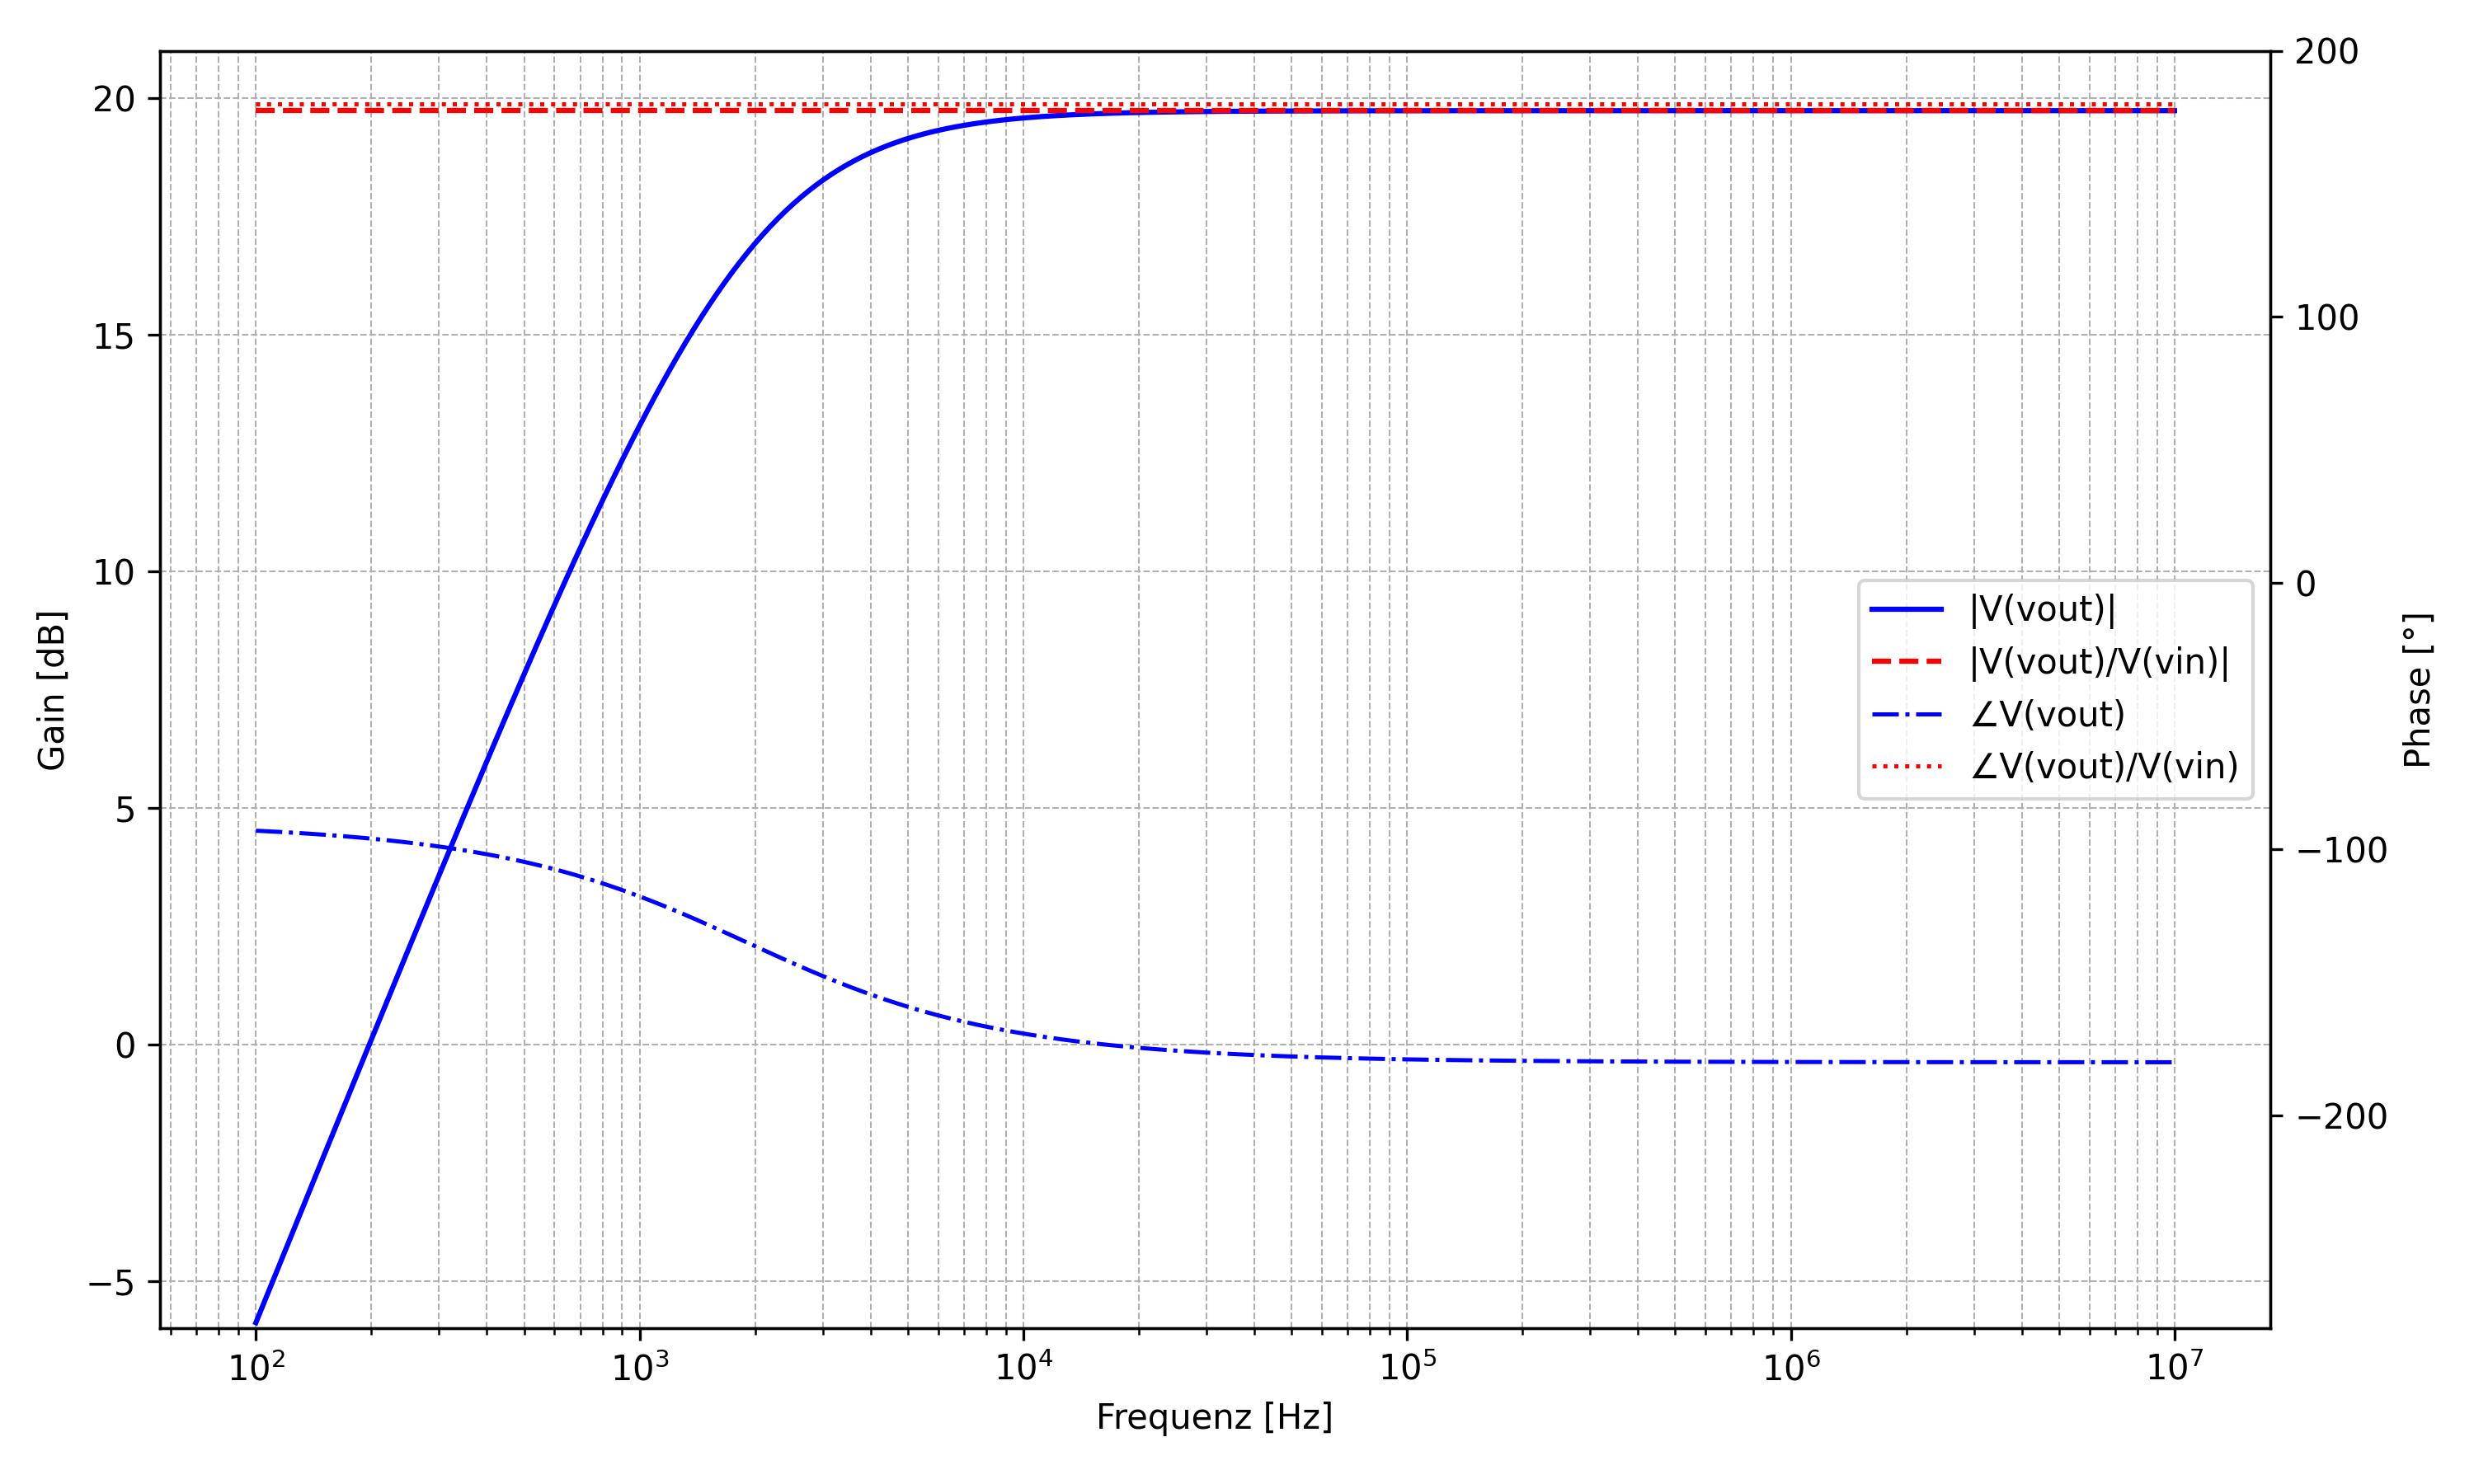 20
15
10
5
0
−5
Gain [dB]
200
100
0
−100
−200
Phase [°]
|V(vout)|
|V(vout)/V(vin)|
∠V(vout)
∠V(vout)/V(vin)
10² 10³ 10⁴ 10⁵ 10⁶ 10⁷
Frequenz [Hz]